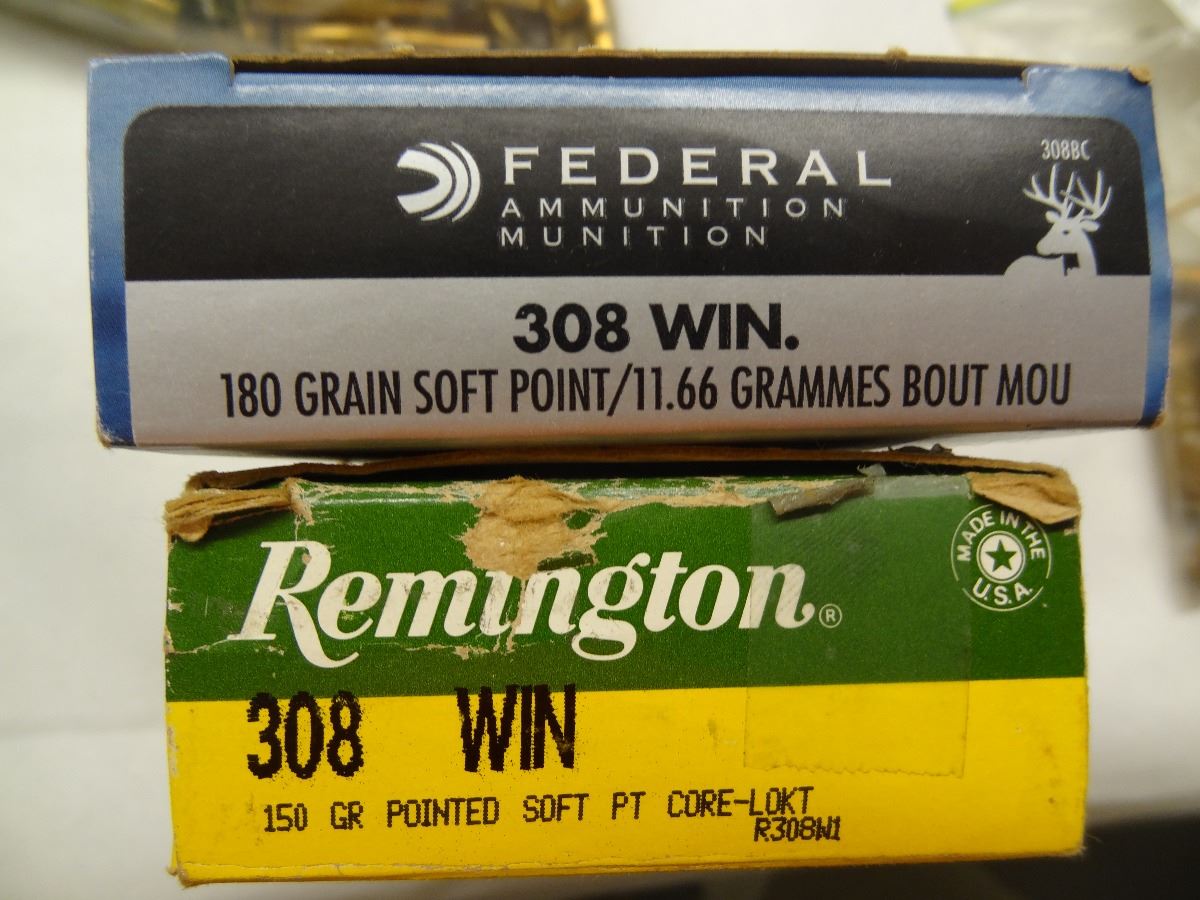 FEDERAL
AMMUNITION
MUNITION
308BC
308 WIN.
180 GRAIN SOFT POINT/11.66 GRAMMES BOUT MOU
Remington®
MADE IN THE U.S.A.
308 WIN
150 GR POINTED SOFT PT CORE-LOKT
R308W1